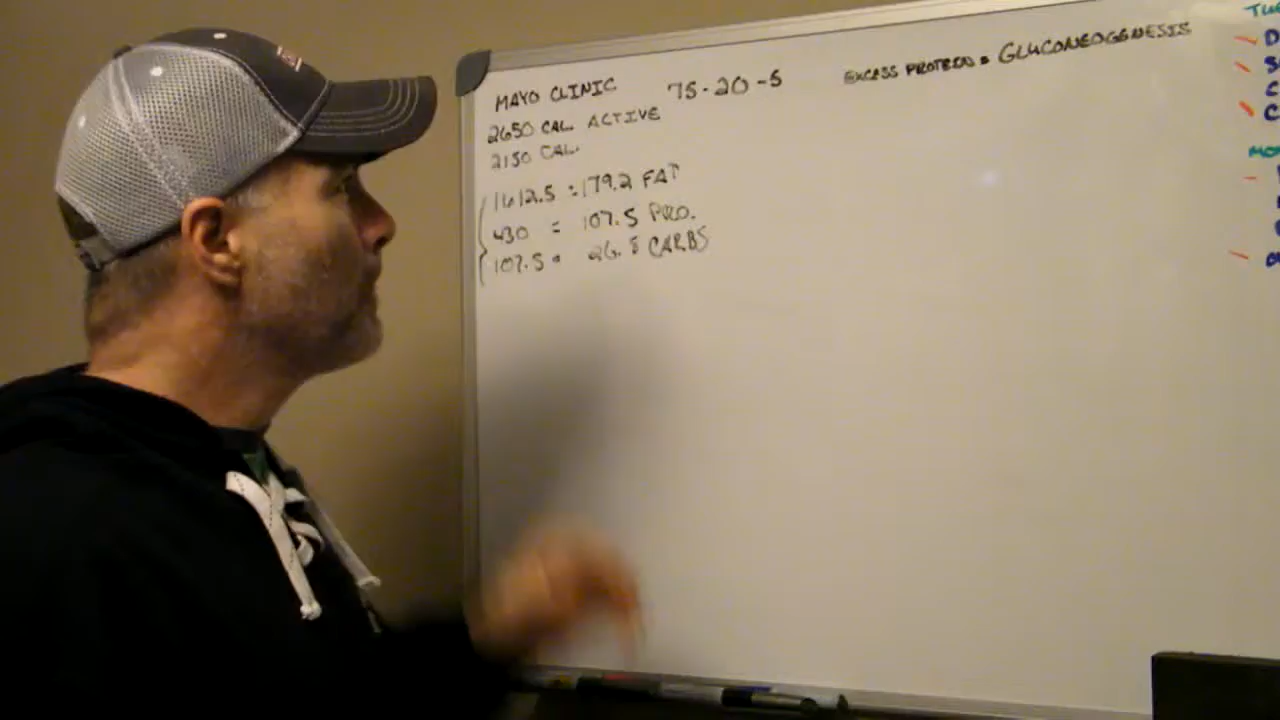 MAYO CLINIC 75-20-5
EXCESS PROTEIN = GLUCONEOGENESIS
2650 CAL. ACTIVE
2150 CAL.
1612.5 = 179.2 FAT
430 = 107.5 PRO.
107.5 = 26.8 CARBS